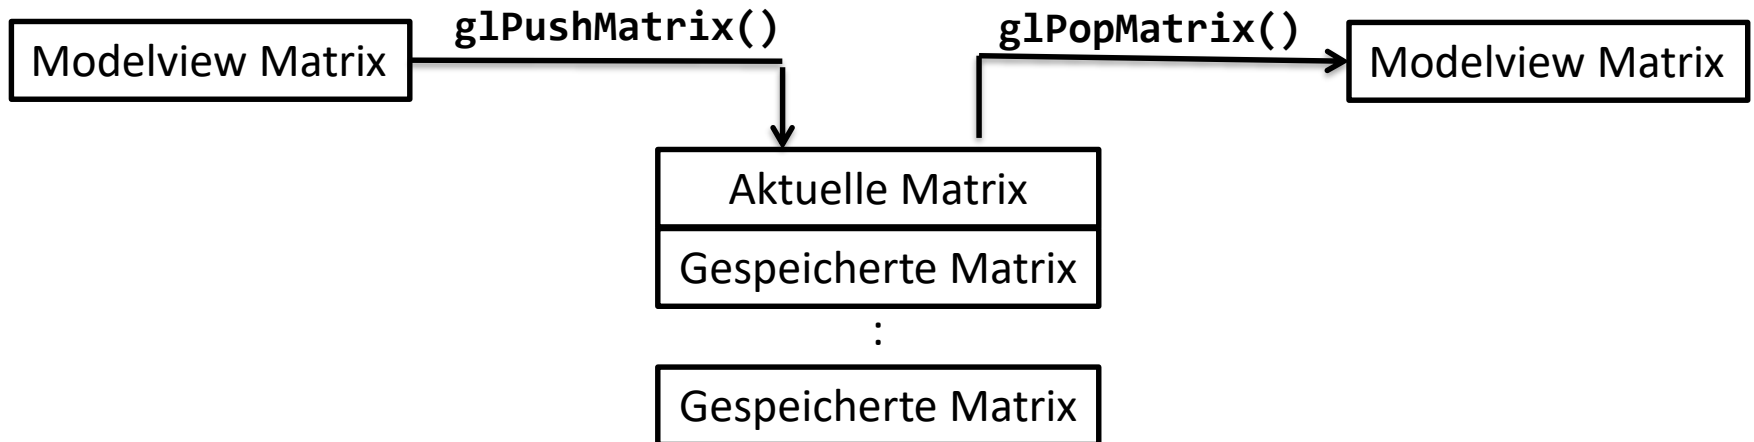 glPushMatrix()
glPopMatrix()
Modelview Matrix
Modelview Matrix
Aktuelle Matrix
Gespeicherte Matrix
:
Gespeicherte Matrix